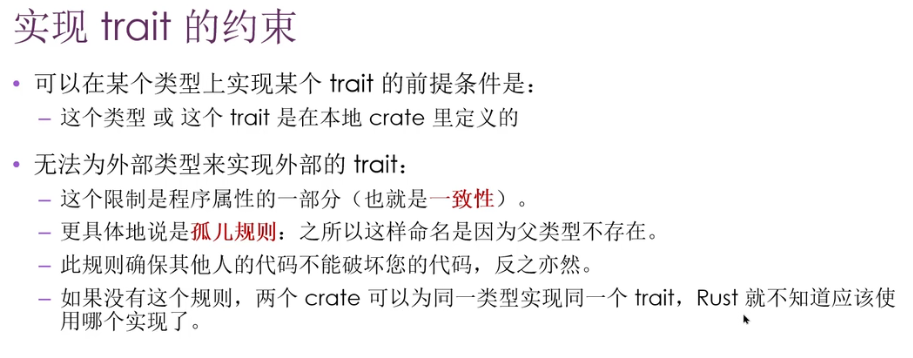 实现 trait 的约束
• 可以在某个类型上实现某个 trait 的前提条件是：
– 这个类型 或 这个 trait 是在本地 crate 里定义的
• 无法为外部类型来实现外部的 trait：
– 这个限制是程序属性的一部分（也就是一致性）。
– 更具体地说是孤儿规则：之所以这样命名是因为父类型不存在。
– 此规则确保其他人的代码不能破坏您的代码，反之亦然。
– 如果没有这个规则，两个 crate 可以为同一类型实现同一个 trait，Rust 就不知道应该使
用哪个实现了。